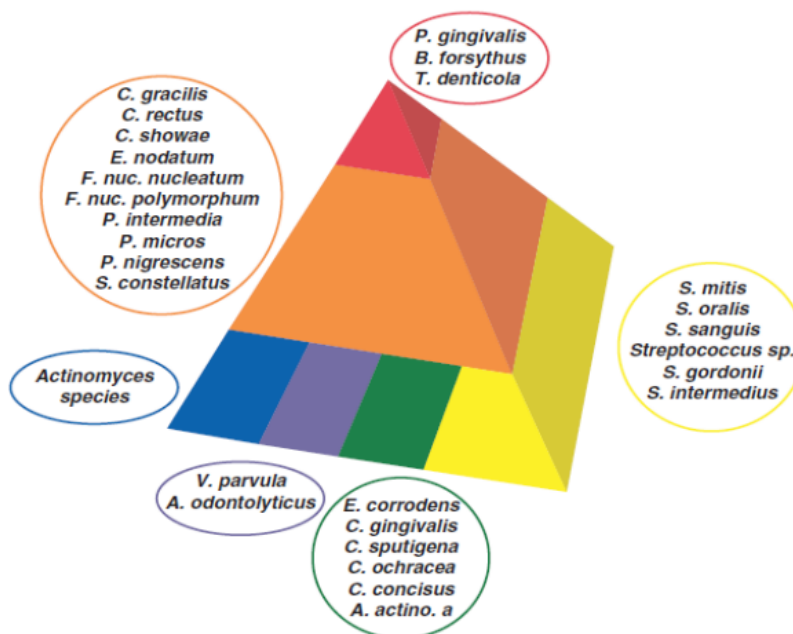 P. gingivalis
B. forsythus
T. denticola
C. gracilis
C. rectus
C. showae
E. nodatum
F. nuc. nucleatum
F. nuc. polymorphum
P. intermedia
P. micros
P. nigrescens
S. constellatus
S. mitis
S. oralis
S. sanguis
Streptococcus sp.
S. gordonii
S. intermedius
Actinomyces
species
V. parvula
A. odontolyticus
E. corrodens
C. gingivalis
C. sputigena
C. ochracea
C. concisus
A. actino. a